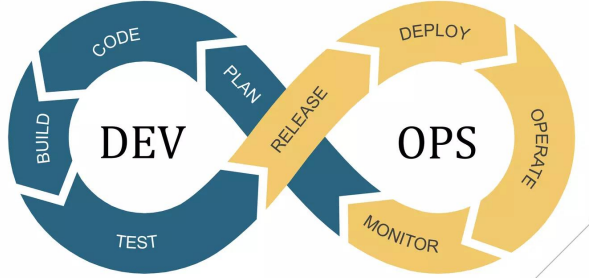 CODE
PLAN
BUILD
TEST
DEV
RELEASE
DEPLOY
OPERATE
MONITOR
OPS